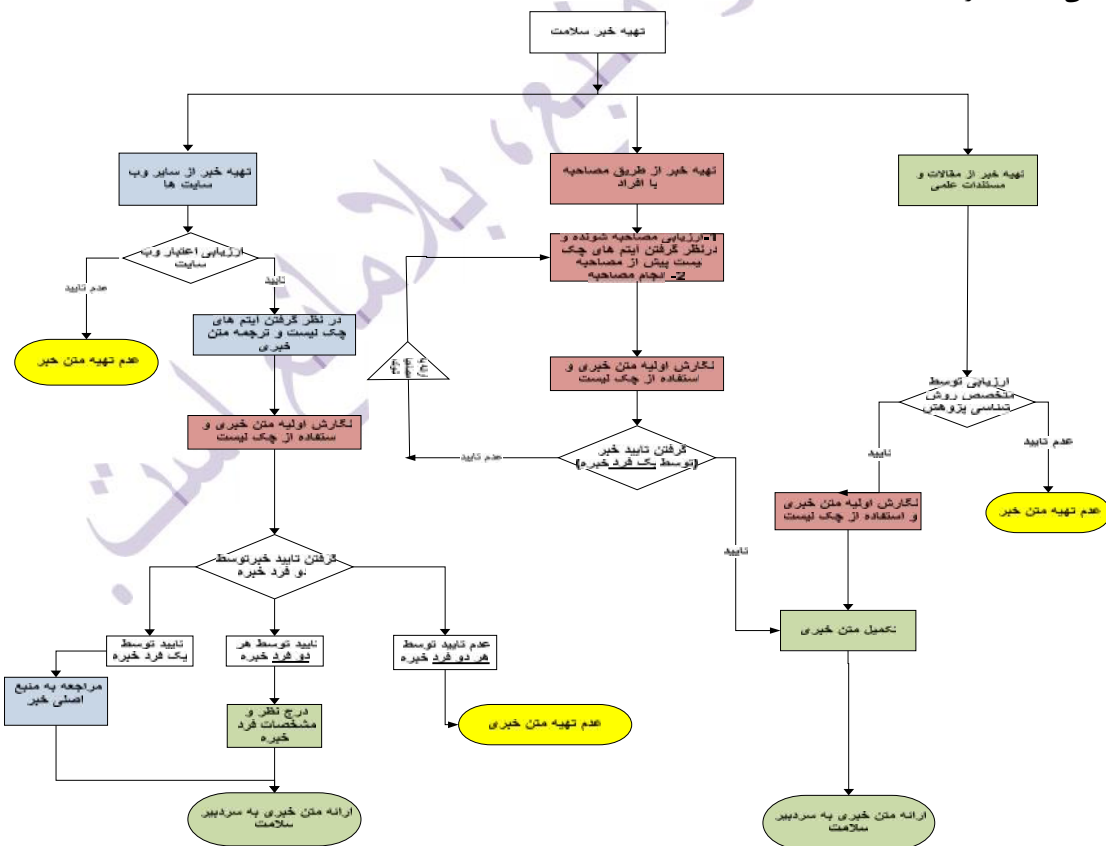 تهیه خبر سلامت
تهیه خبر از سایر وب
سایت ها
تهیه خبر از طریق مصاحبه
با افراد
تهیه خبر از مقالات و
مستندات علمی
ارزیابی اعتبار وب
سایت
1-ارزیابی مصاحبه شونده و
درنظر گرفتن ایتم های چک
لیست پیش از مصاحبه
2- انجام مصاحبه
عدم تایید
تایید
در نظر گرفتن ایتم های
چک لیست و ترجمه متن
خبری
عدم تهیه متن خبر
نگارش اولیه متن خبری و
استفاده از چک لیست
ارزیابی توسط
متخصص روش
شناسی پژوهش
نگارش اولیه متن خبری و
ستفاده از چک لیست
گرفتن تایید خبر
(توسط یک فرد خبره)
عدم تایید
تایید
عدم تایید
تایید
نگارش اولیه متن خبری
و استفاده از چک لیست
عدم تهیه متن خبر
گرفتن تایید خبرتوسط
دو فرد خبره
تایید توسط
یک فرد خبره
تایید توسط هر
دو فرد خبره
عدم تایید توسط
هر دو فرد خبره
تکمیل متن خبری
مراجعه به منبع
اصلی خبر
درج نظر و
مشخصات فرد
خبره
عدم تهیه متن خبری
ارائه متن خبری به سردبیر
سلامت
ارائه متن خبری به سردبیر
سلامت